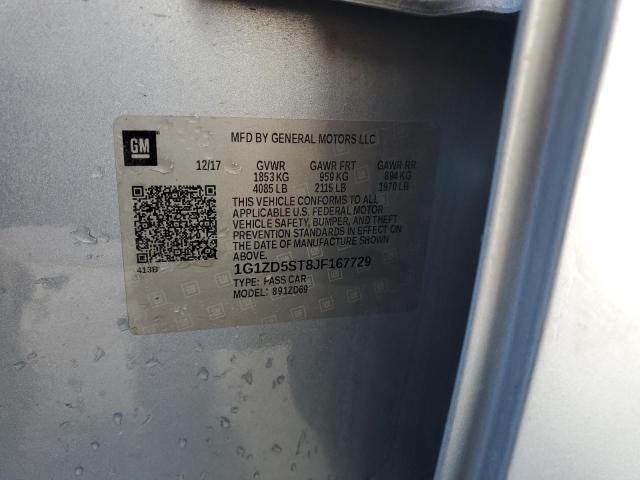 GM
MFD BY GENERAL MOTORS LLC
12/17 GVWR GAWR FRT GAWR RR
1853 KG 959 KG 894 KG
4085 LB 2115 LB 1970 LB
THIS VEHICLE CONFORMS TO ALL
APPLICABLE U.S. FEDERAL MOTOR
VEHICLE SAFETY, BUMPER, AND THEFT
PREVENTION STANDARDS IN EFFECT ON
THE DATE OF MANUFACTURE SHOWN
ABOVE.
413B
1G1ZD5ST8JF167729
TYPE: PASS CAR
MODEL: 891ZD69